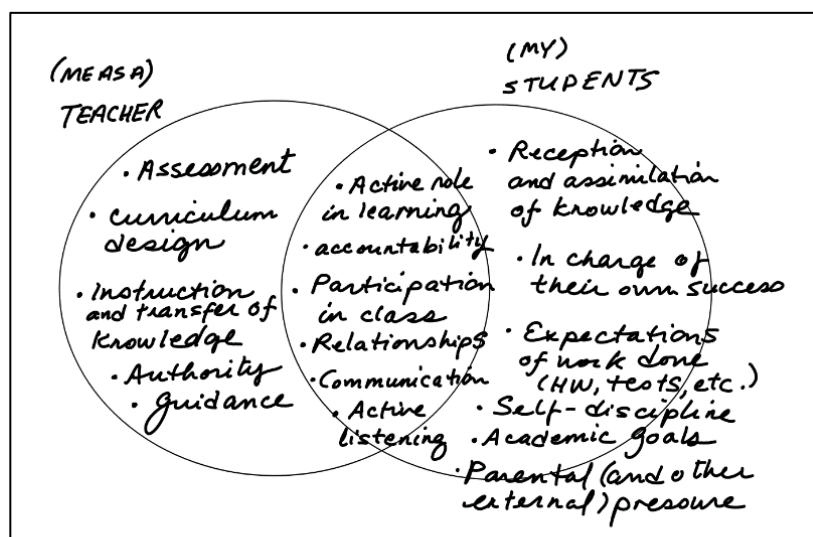 (ME AS A)
TEACHER
• Assessment
• curriculum
design
• Instruction
and transfer of
knowledge
• Authority
• guidance
• Active role
in learning
• accountability
• Participation
in class
• Relationships
• Communication
• Active
listening
(MY)
STUDENTS
• Reception
and assimilation
of knowledge
• In charge of
their own success
• Expectations
of work done
(HW, tests, etc.)
• Self-discipline
• Academic goals
• Parental (and other
external) pressure